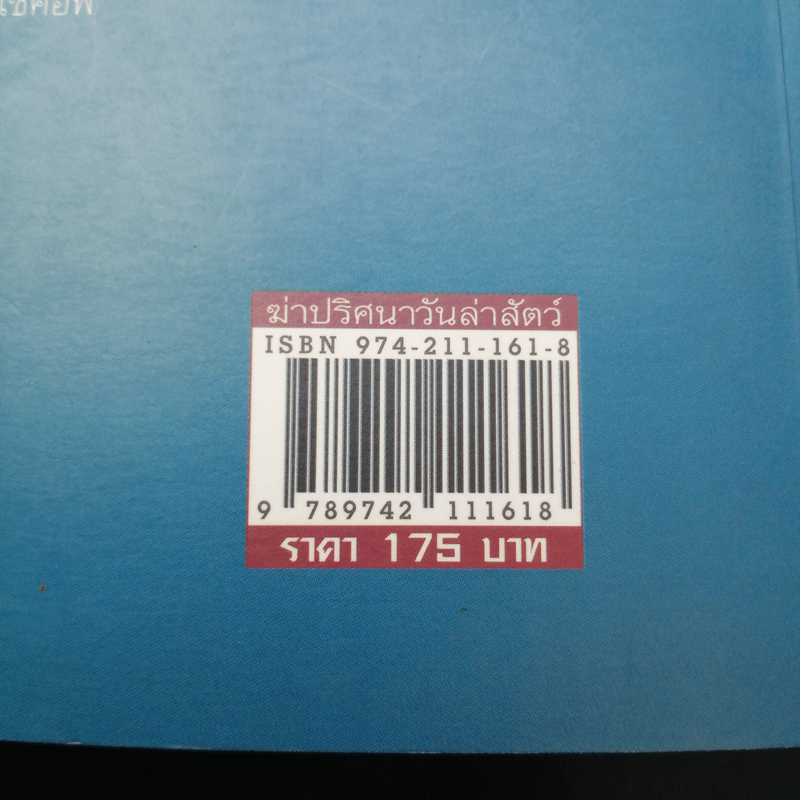 ฆ่าปริศนาวันล่าสัตว์
ISBN 974-211-161-8
9 789742 111618
ราคา 175 บาท